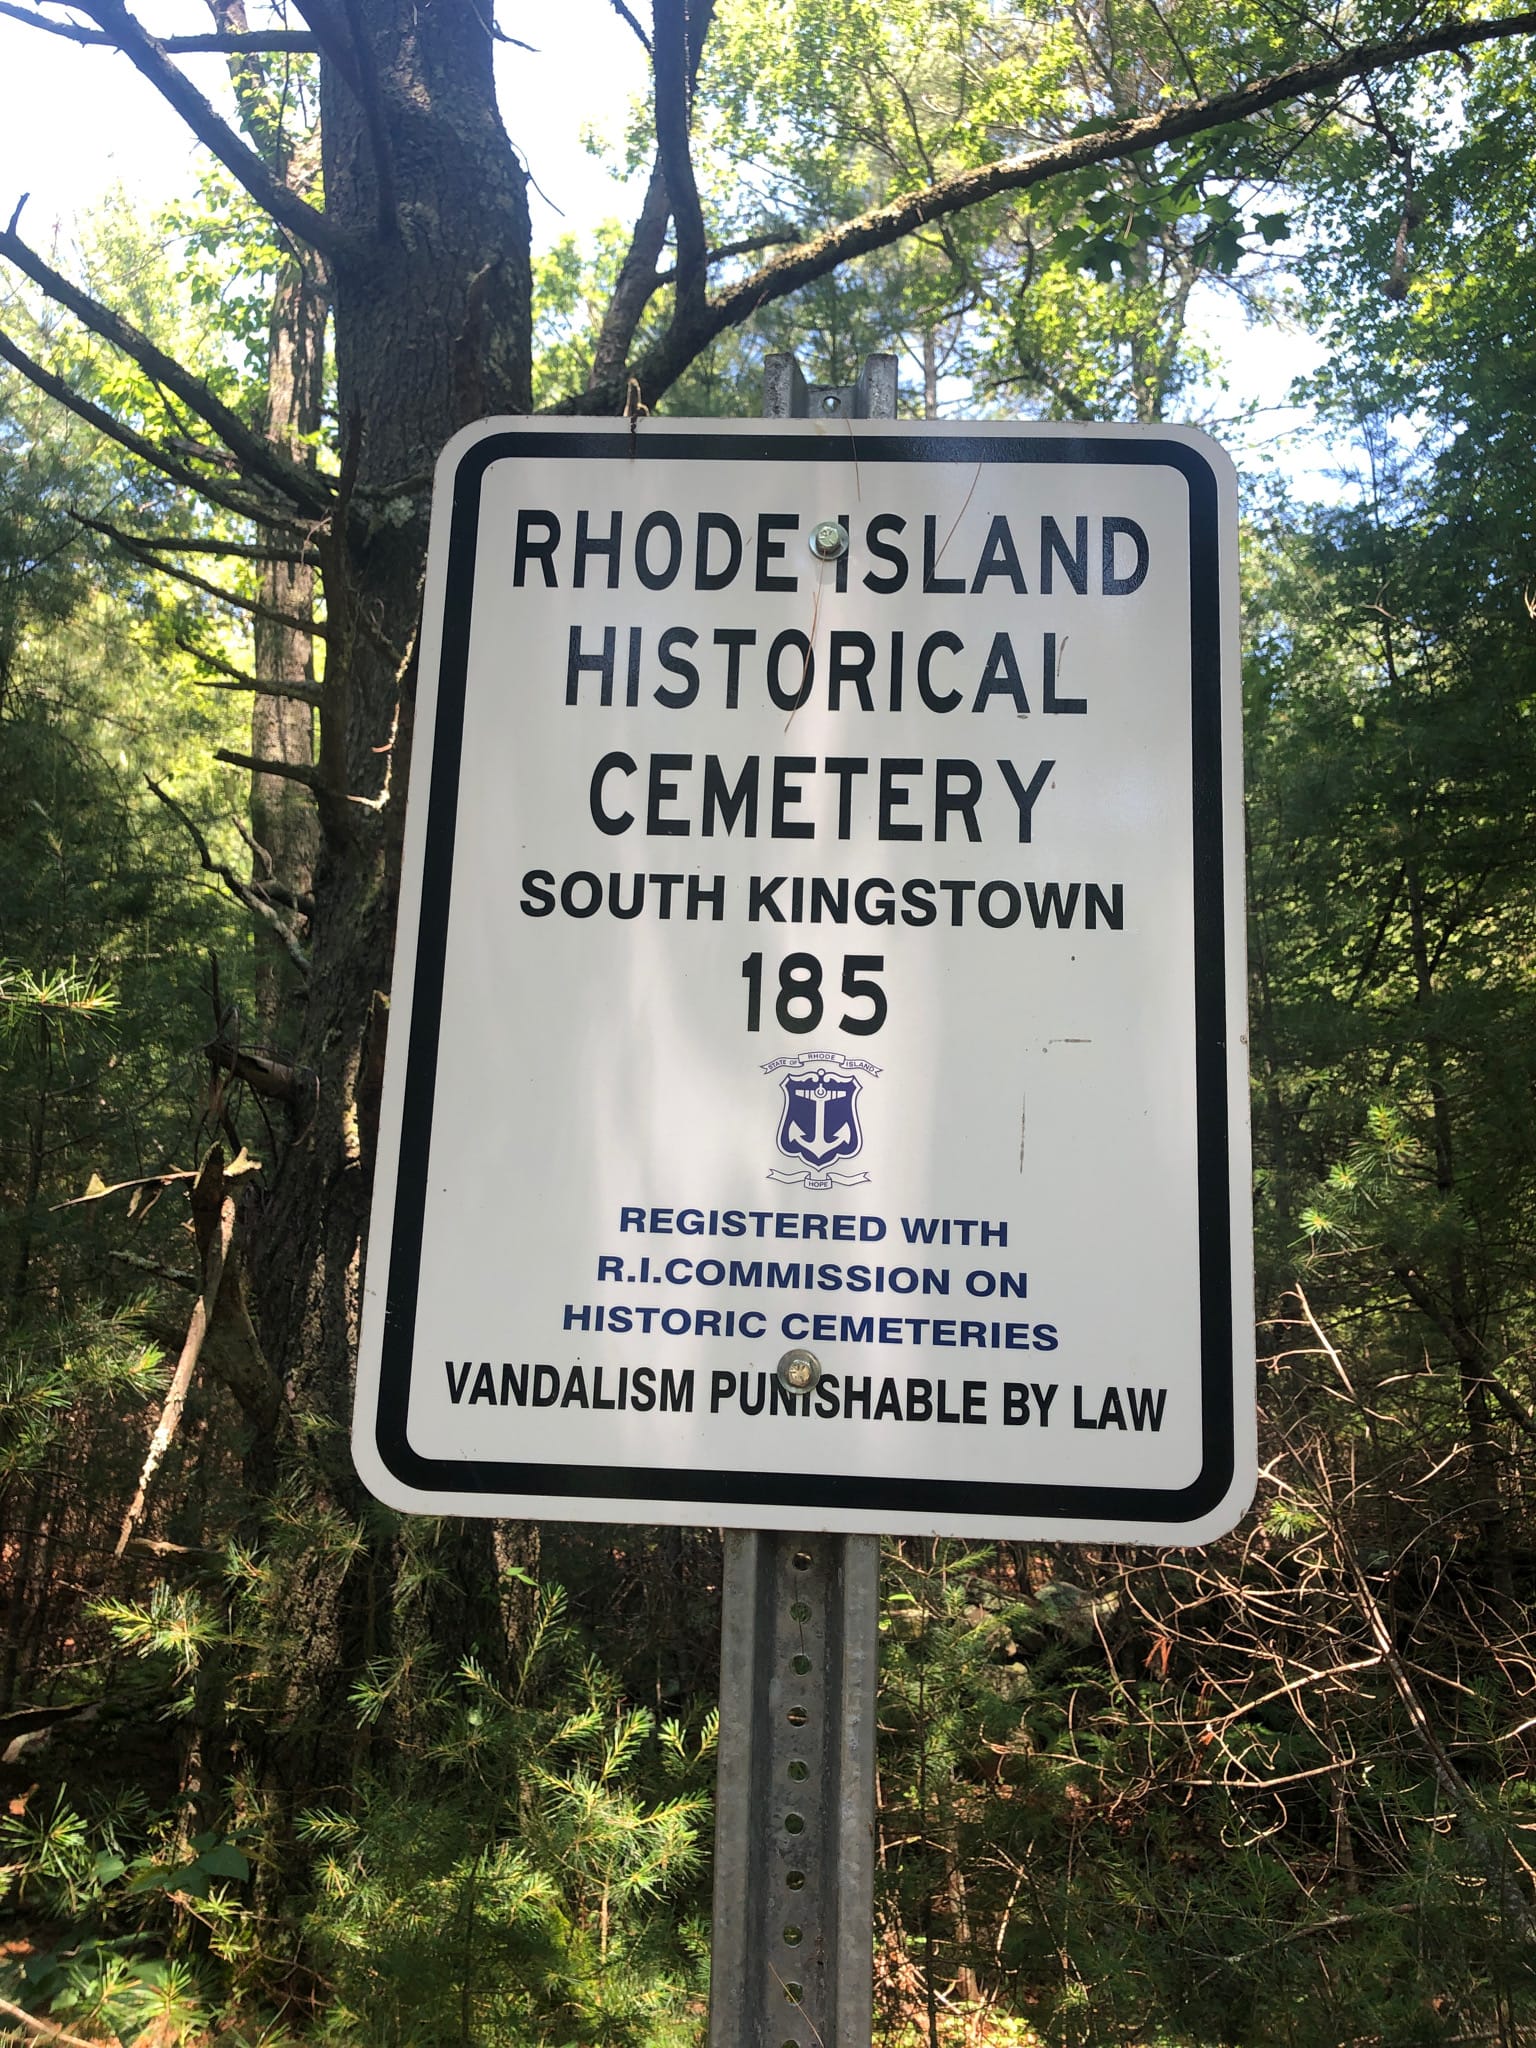 RHODE ISLAND
HISTORICAL
CEMETERY
SOUTH KINGSTOWN
185
STATE OF RHODE ISLAND
HOPE
REGISTERED WITH
R.I.COMMISSION ON
HISTORIC CEMETERIES
VANDALISM PUNISHABLE BY LAW